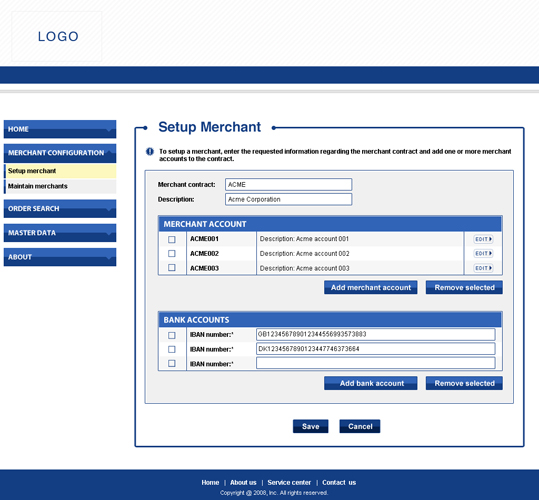 LOGO
HOME
MERCHANT CONFIGURATION
Setup merchant
Maintain merchants
ORDER SEARCH
MASTER DATA
ABOUT
Setup Merchant
To setup a merchant, enter the requested information regarding the merchant contract and add one or more merchant
accounts to the contract.
Merchant contract: ACME
Description: Acme Corporation
MERCHANT ACCOUNT
ACME001 Description: Acme account 001 EDIT
ACME002 Description: Acme account 002 EDIT
ACME003 Description: Acme account 003 EDIT
Add merchant account Remove selected
BANK ACCOUNTS
IBAN number:* GB123456789012344556993573883
IBAN number:* DK1234567890123447746373664
IBAN number:*
Add bank account Remove selected
Save Cancel
Home | About us | Service center | Contact us
Copyright @ 2008, Inc. All rights reserved.